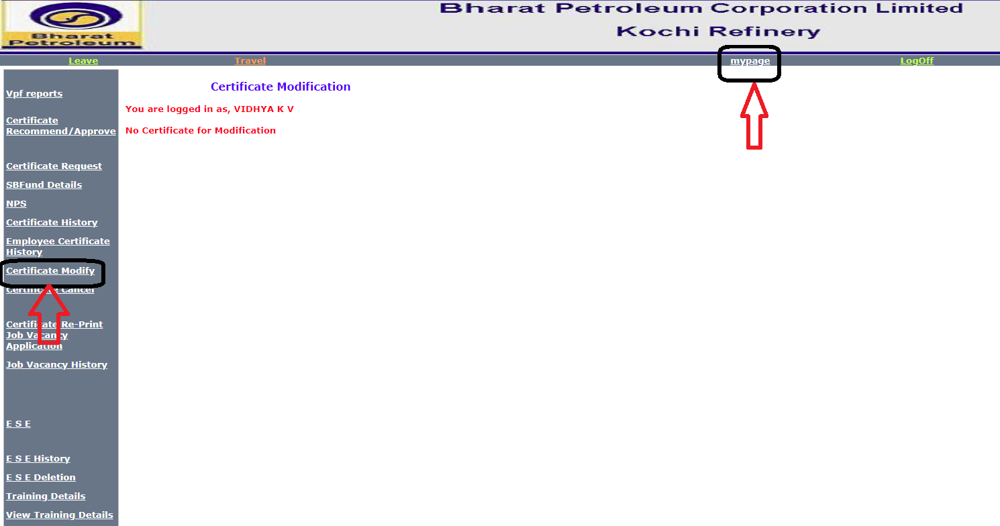 Bharat
Petroleum
Bharat Petroleum Corporation Limited
Kochi Refinery
Leave
Travel
mypage
LogOff
Vpf reports
Certificate
Recommend/Approve
Certificate Request
SBFund Details
NPS
Certificate History
Employee Certificate
History
Certificate Modify
Certificate Cancel
Certificate Re-Print
Job Vacancy
Application
Job Vacancy History
E S E
E S E History
E S E Deletion
Training Details
View Training Details
Certificate Modification
You are logged in as, VIDHYA K V
No Certificate for Modification